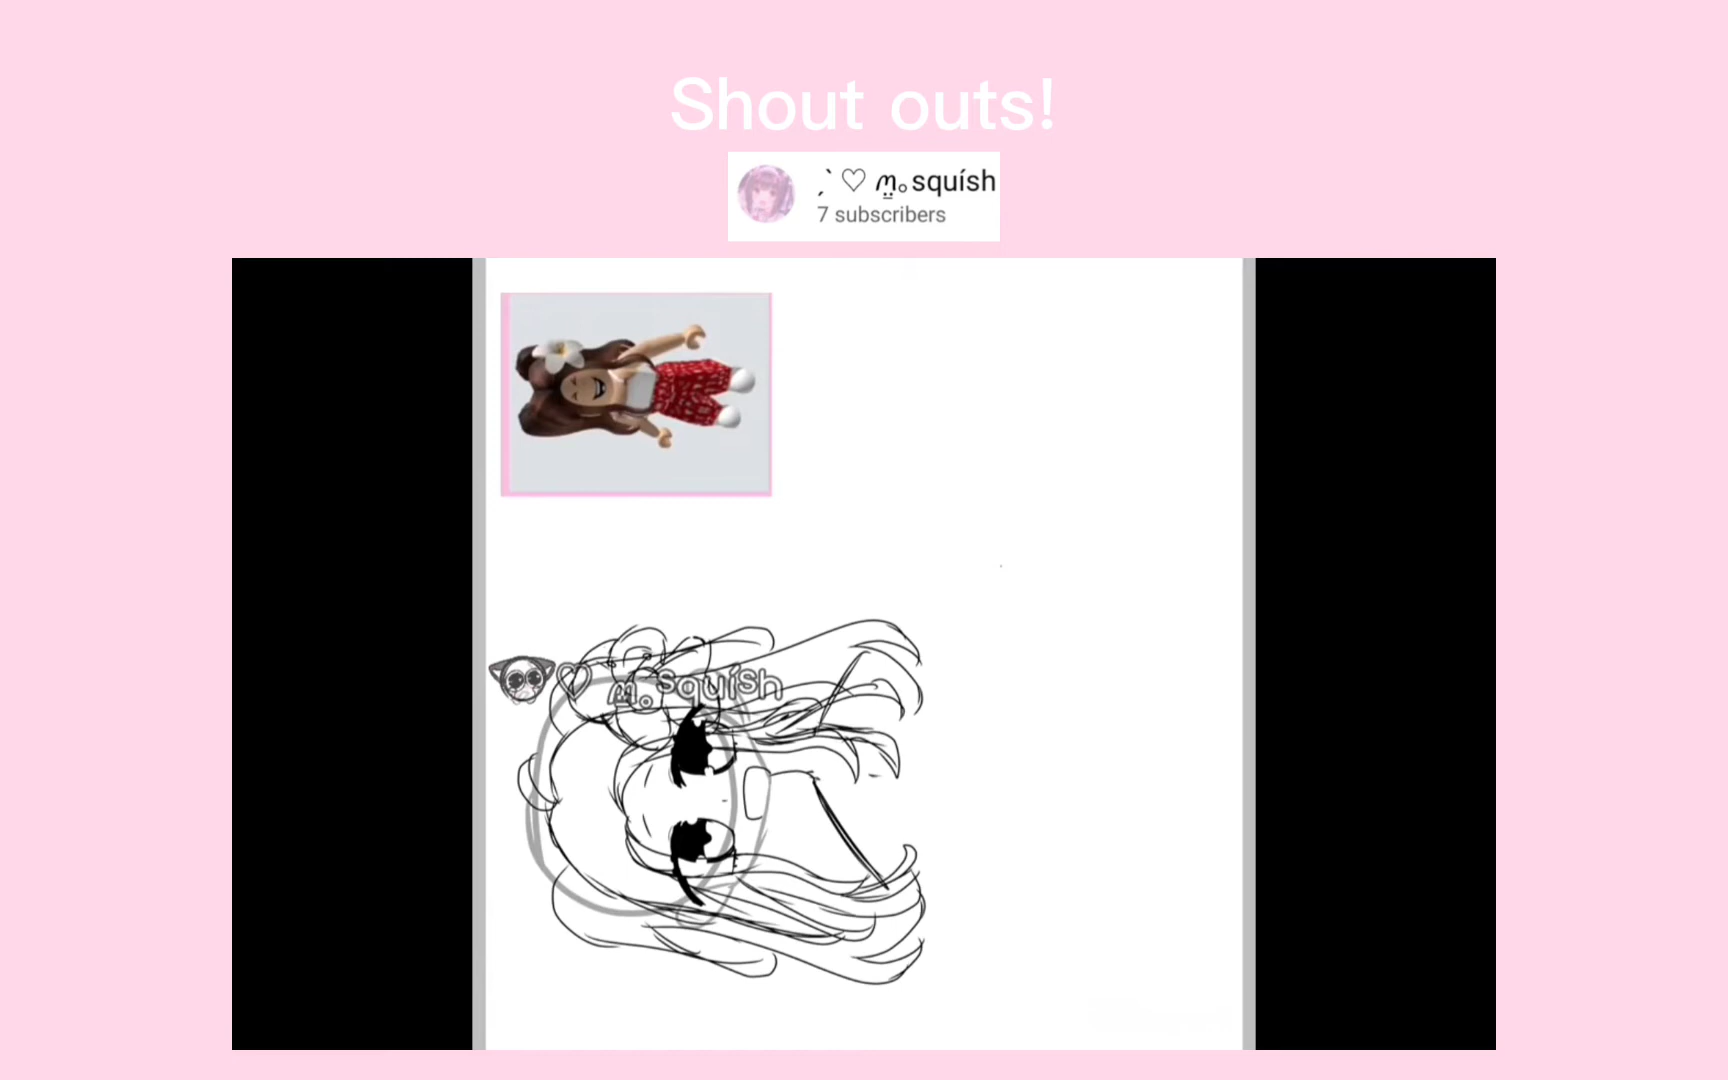 Shout outs!
ˏˋ ♡ ᵯ̤̲。squísh
7 subscribers
♡ ᵯ̤̲。squísh